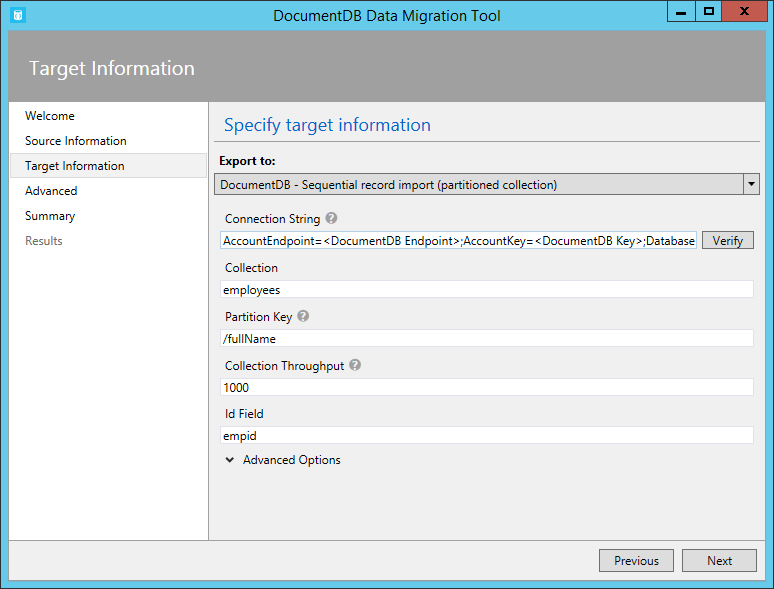 DocumentDB Data Migration Tool
Target Information
Welcome
Source Information
Target Information
Advanced
Summary
Results
Specify target information
Export to:
DocumentDB - Sequential record import (partitioned collection)
Connection String ?
AccountEndpoint=<DocumentDB Endpoint>;AccountKey=<DocumentDB Key>;Database
Verify
Collection
employees
Partition Key ?
/fullName
Collection Throughput ?
1000
Id Field
empid
Advanced Options
Previous
Next